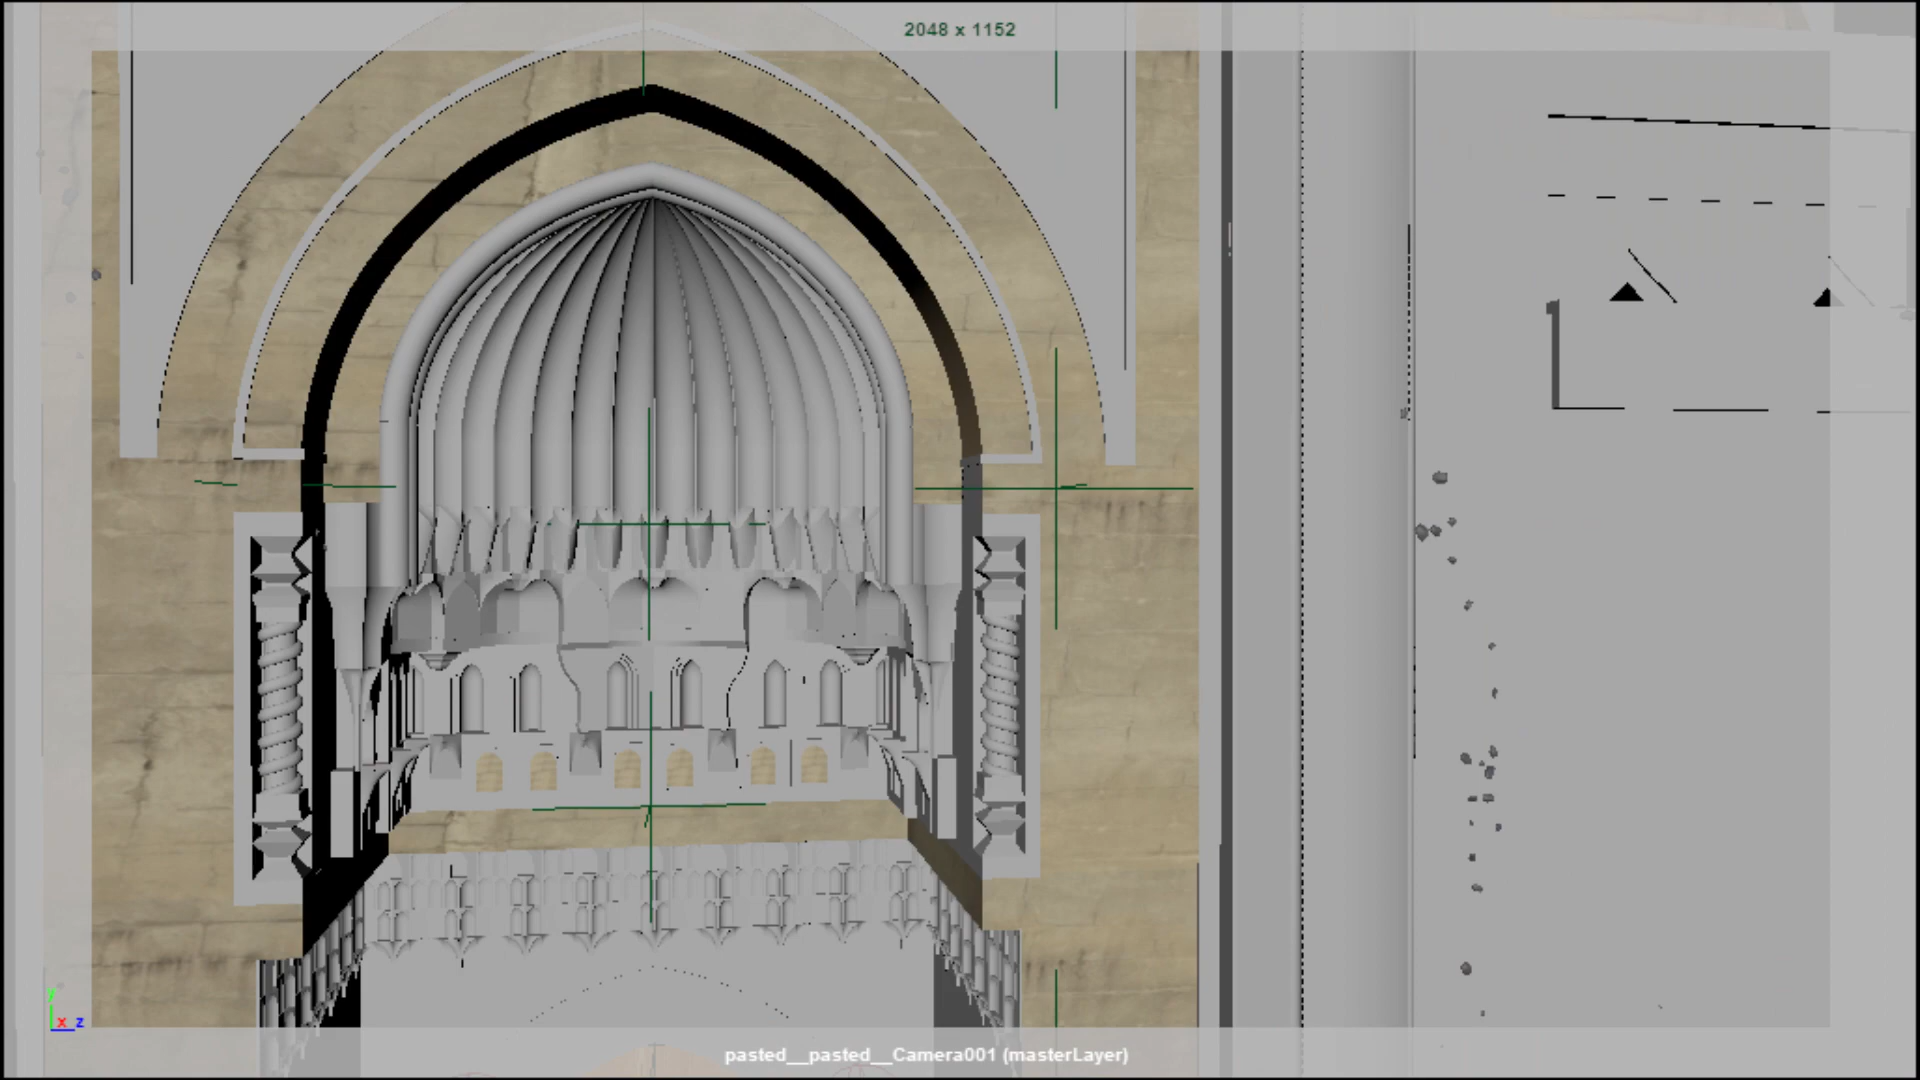 2048 x 1152
y
x z
pasted__pasted__Camera001 (masterLayer)